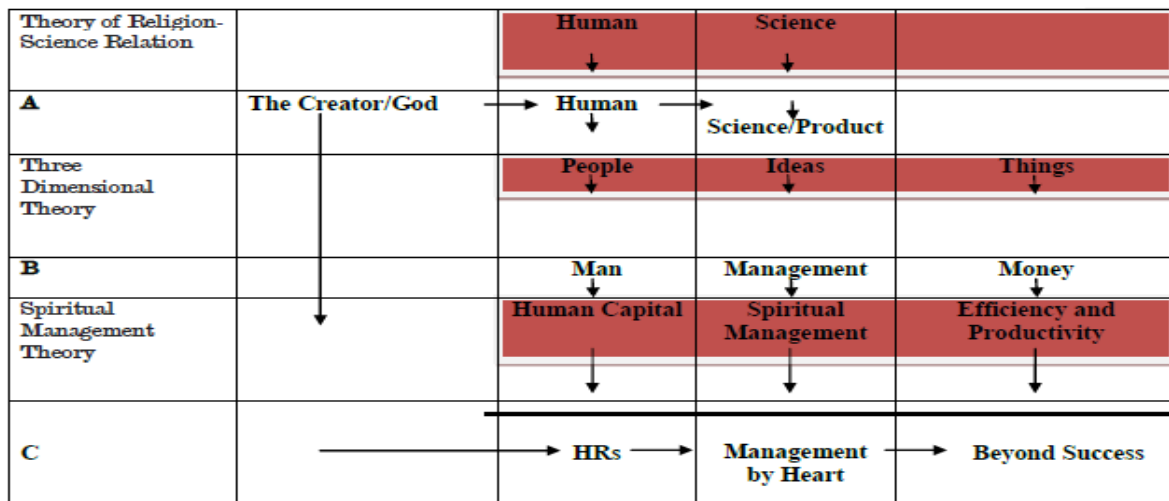 Theory of Religion-
Science Relation
Human
Science
A
The Creator/God
Human
Science/Product
Three
Dimensional
Theory
People
Ideas
Things
B
Man
Management
Money
Spiritual
Management
Theory
Human Capital
Spiritual
Management
Efficiency and
Productivity
C
HRs
Management
by Heart
Beyond Success